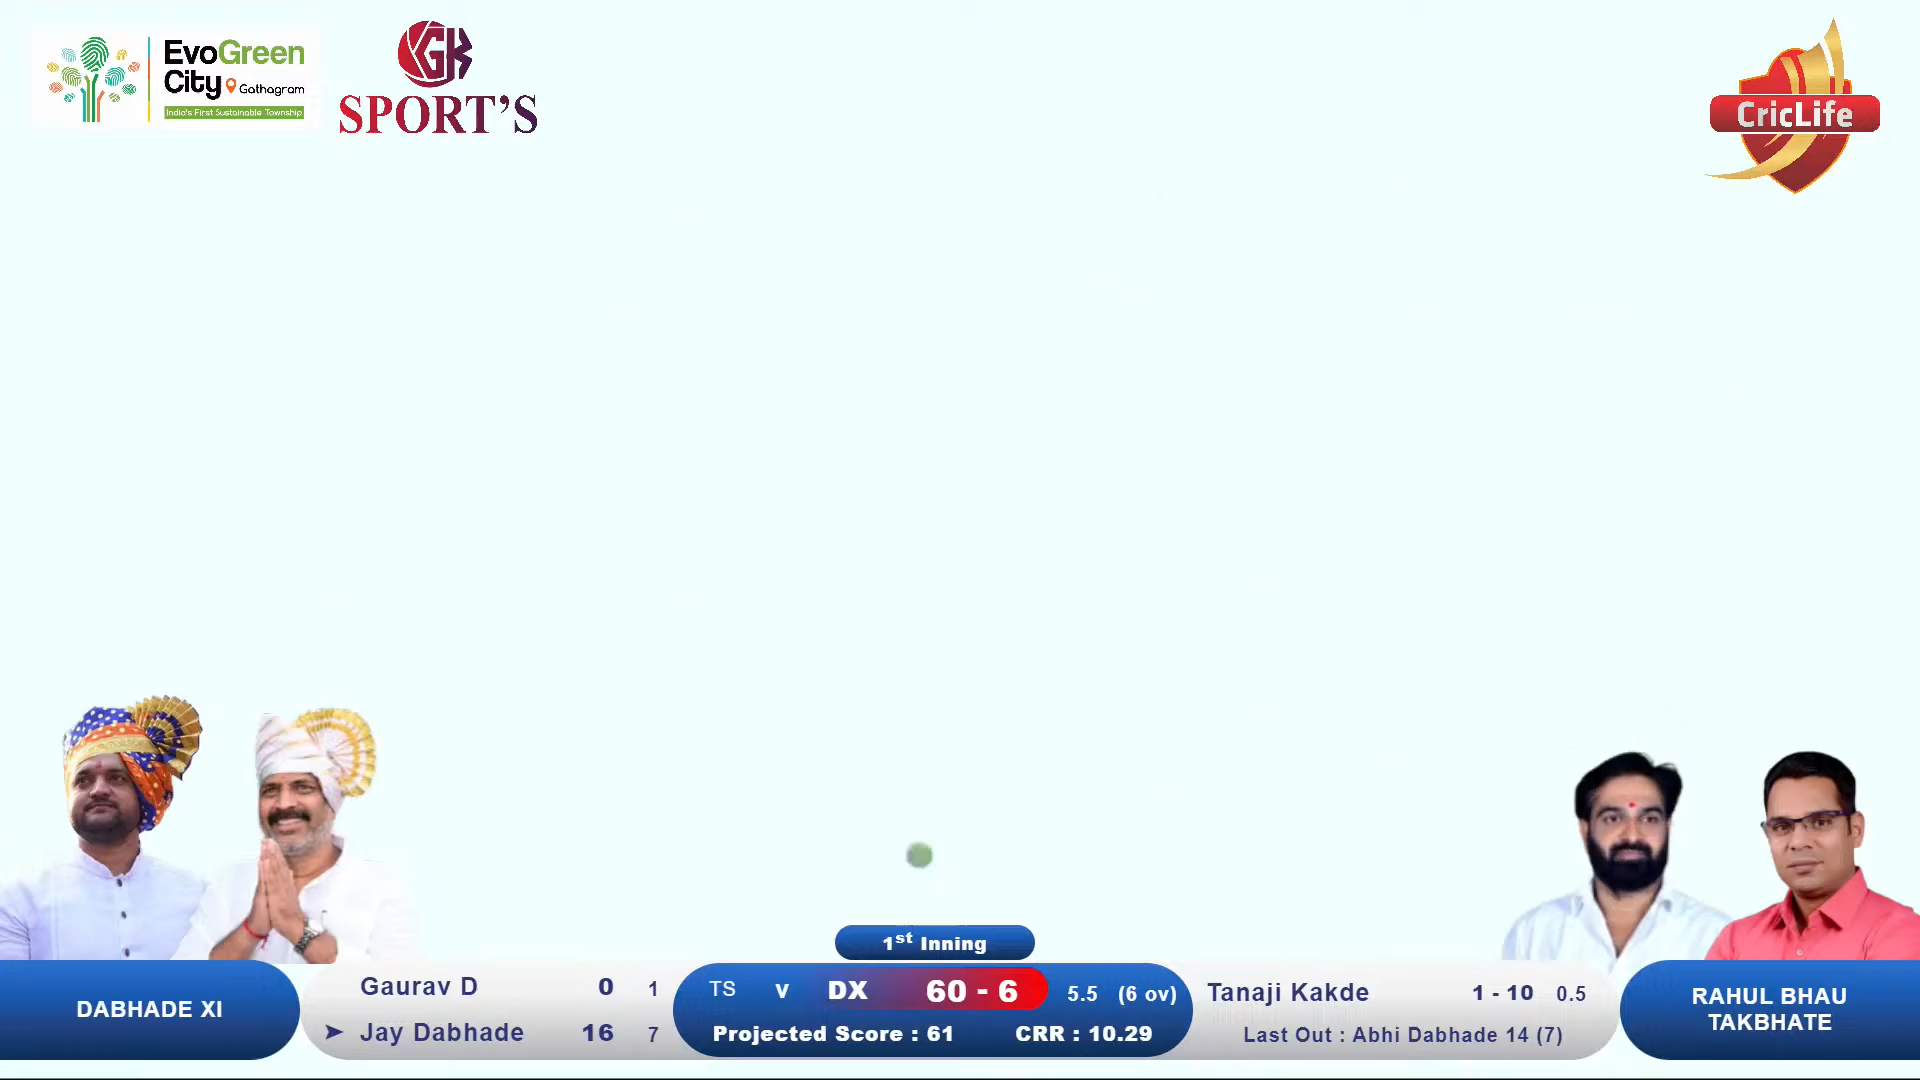 EvoGreen
City Gathagram
India's First Sustainable Township
GK
SPORT'S
CricLife
1st Inning
DABHADE XI
Gaurav D 0 1
➤ Jay Dabhade 16 7
TS v DX 60 - 6 5.5 (6 ov)
Projected Score : 61 CRR : 10.29
Tanaji Kakde 1 - 10 0.5
Last Out : Abhi Dabhade 14 (7)
RAHUL BHAU
TAKBHATE